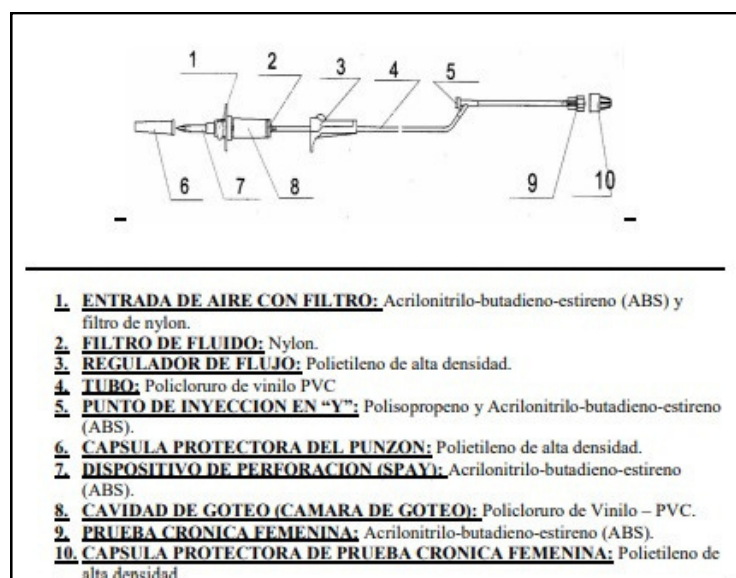 1 2 3 4 5
6 7 8 9 10
1. ENTRADA DE AIRE CON FILTRO: Acrilonitrilo-butadieno-estireno (ABS) y
filtro de nylon.
2. FILTRO DE FLUIDO: Nylon.
3. REGULADOR DE FLUJO: Polietileno de alta densidad.
4. TUBO: Policloruro de vinilo PVC
5. PUNTO DE INYECCION EN “Y”: Polisopropeno y Acrilonitrilo-butadieno-estireno
(ABS).
6. CAPSULA PROTECTORA DEL PUNZON: Polietileno de alta densidad.
7. DISPOSITIVO DE PERFORACION (SPAY): Acrilonitrilo-butadieno-estireno
(ABS).
8. CAVIDAD DE GOTEO (CAMARA DE GOTEO): Policloruro de Vinilo – PVC.
9. PRUEBA CRONICA FEMENINA: Acrilonitrilo-butadieno-estireno (ABS).
10. CAPSULA PROTECTORA DE PRUEBA CRONICA FEMENINA: Polietileno de
alta densidad